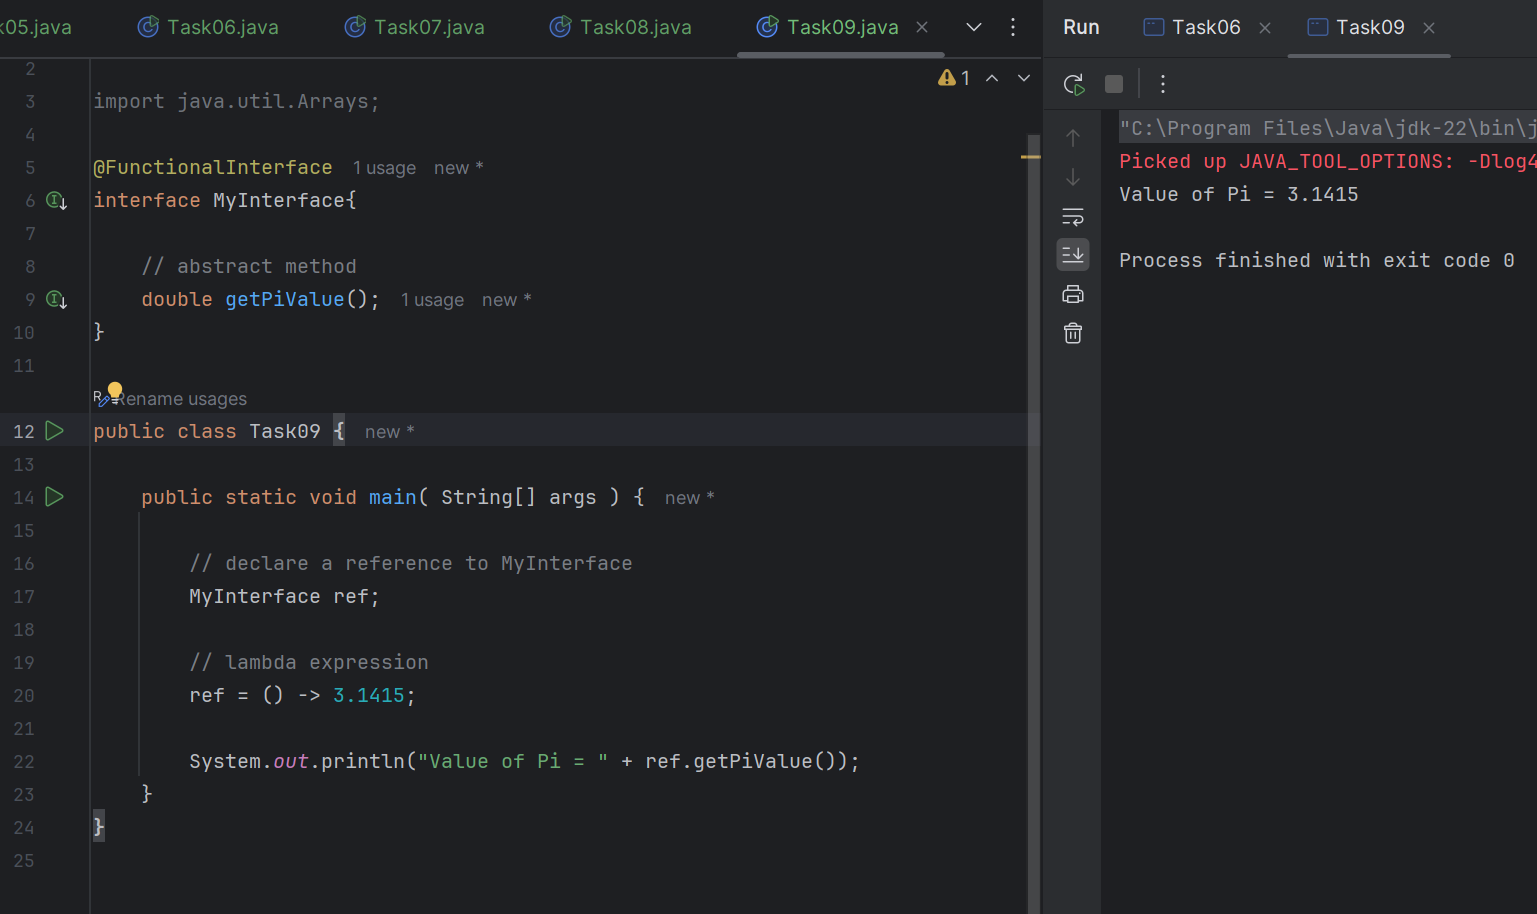 k05.java Task06.java Task07.java Task08.java Task09.java
Run Task06 Task09
1
2
3 import java.util.Arrays;
4
5 @FunctionalInterface 1 usage new *
6 interface MyInterface{
7
8 // abstract method
9 double getPiValue(); 1 usage new *
10 }
11
Rename usages
12 public class Task09 { new *
13
14 public static void main( String[] args ) { new *
15
16 // declare a reference to MyInterface
17 MyInterface ref;
18
19 // lambda expression
20 ref = () -> 3.1415;
21
22 System.out.println("Value of Pi = " + ref.getPiValue());
23 }
24 }
25
"C:\Program Files\Java\jdk-22\bin\j
Picked up JAVA_TOOL_OPTIONS: -Dlog4
Value of Pi = 3.1415
Process finished with exit code 0